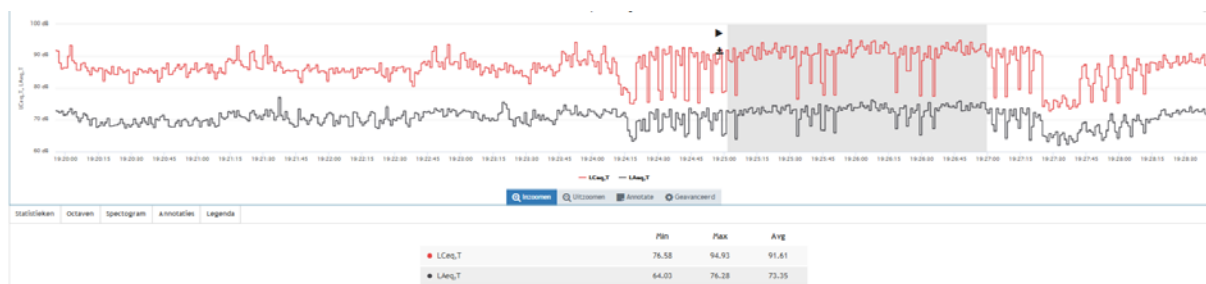 100 dB
90 dB
80 dB
70 dB
60 dB
LCeq,T, LAeq,T
19:20:00 19:20:15 19:20:30 19:20:45 19:21:00 19:21:15 19:21:30 19:21:45 19:22:00 19:22:15 19:22:30 19:22:45 19:23:00 19:23:15 19:23:30 19:23:45 19:24:00 19:24:15 19:24:30 19:24:45 19:25:00 19:25:15 19:25:30 19:25:45 19:26:00 19:26:15 19:26:30 19:26:45 19:27:00 19:27:15 19:27:30 19:27:45 19:28:00 19:28:15 19:28:30
LCeq,T LAeq,T
Inzoomen Uitzoomen Annotate Geavanceerd
Statistieken Octaven Spectogram Annotaties Legenda
Min Max Avg
LCeq,T 76.58 94.93 91.61
LAeq,T 64.03 76.28 73.35